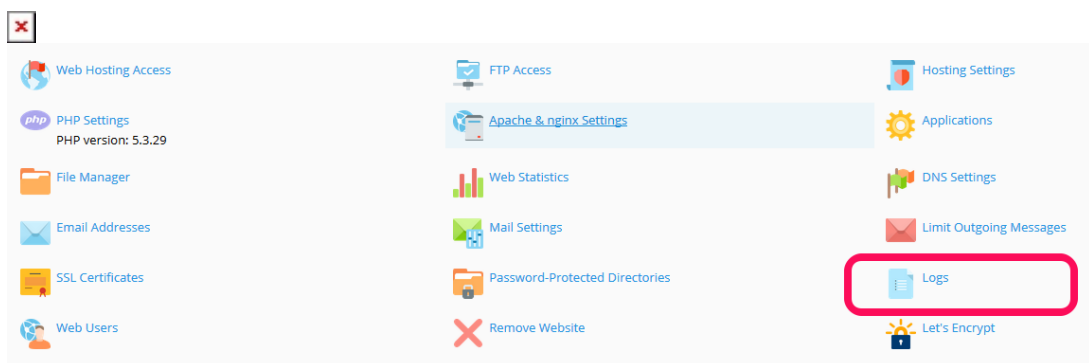 Web Hosting Access
FTP Access
Hosting Settings
php
PHP Settings
PHP version: 5.3.29
Apache & nginx Settings
Applications
File Manager
Web Statistics
DNS Settings
Email Addresses
Mail Settings
Limit Outgoing Messages
SSL Certificates
Password-Protected Directories
Logs
Web Users
Remove Website
Let's Encrypt